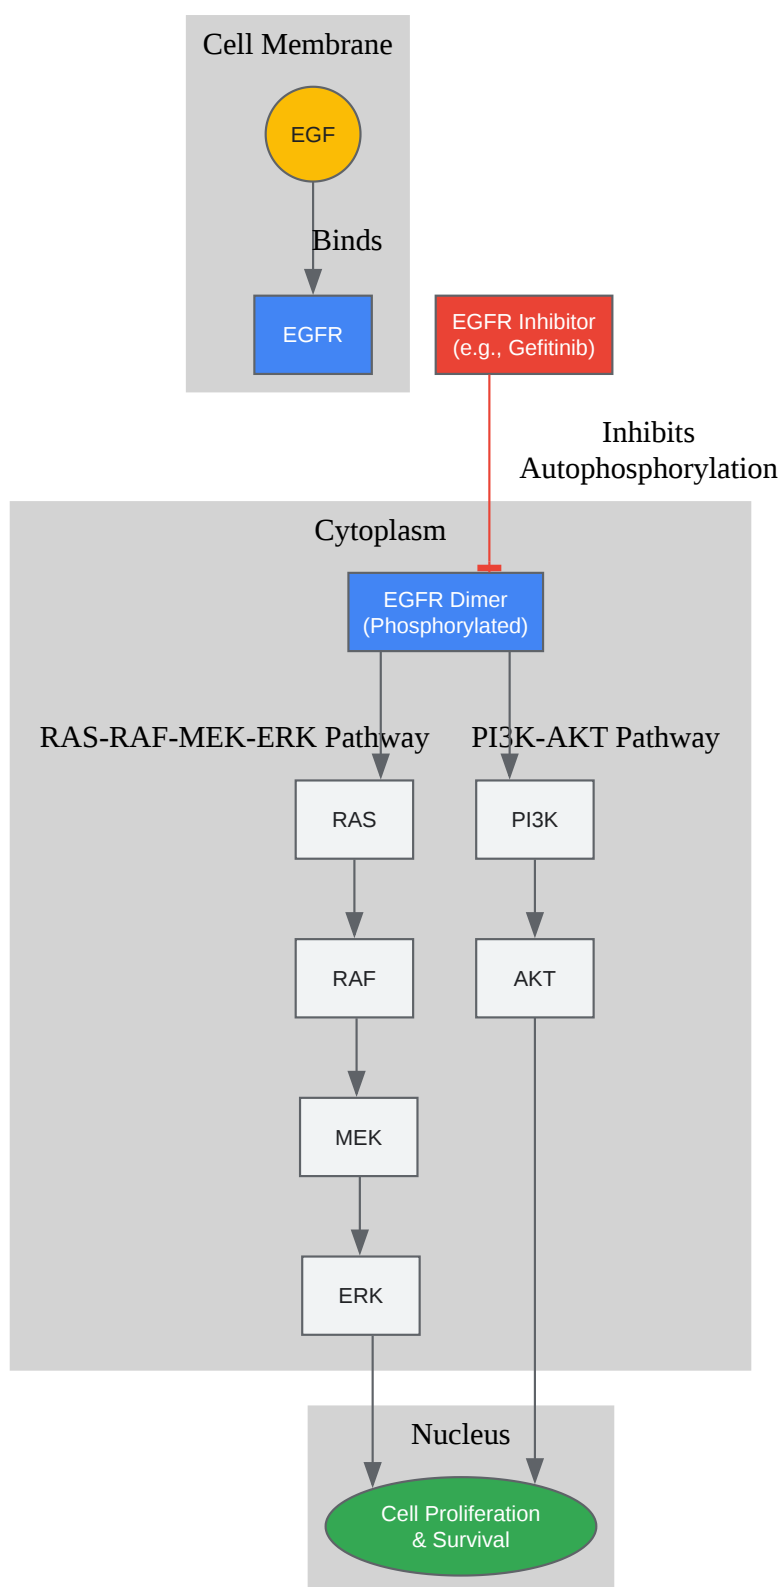 Cell Membrane
EGF
Binds
EGFR
EGFR Inhibitor
(e.g., Gefitinib)
Inhibits
Autophosphorylation
Cytoplasm
EGFR Dimer
(Phosphorylated)
RAS-RAF-MEK-ERK Pathway
PI3K-AKT Pathway
RAS
PI3K
RAF
AKT
MEK
ERK
Nucleus
Cell Proliferation
& Survival